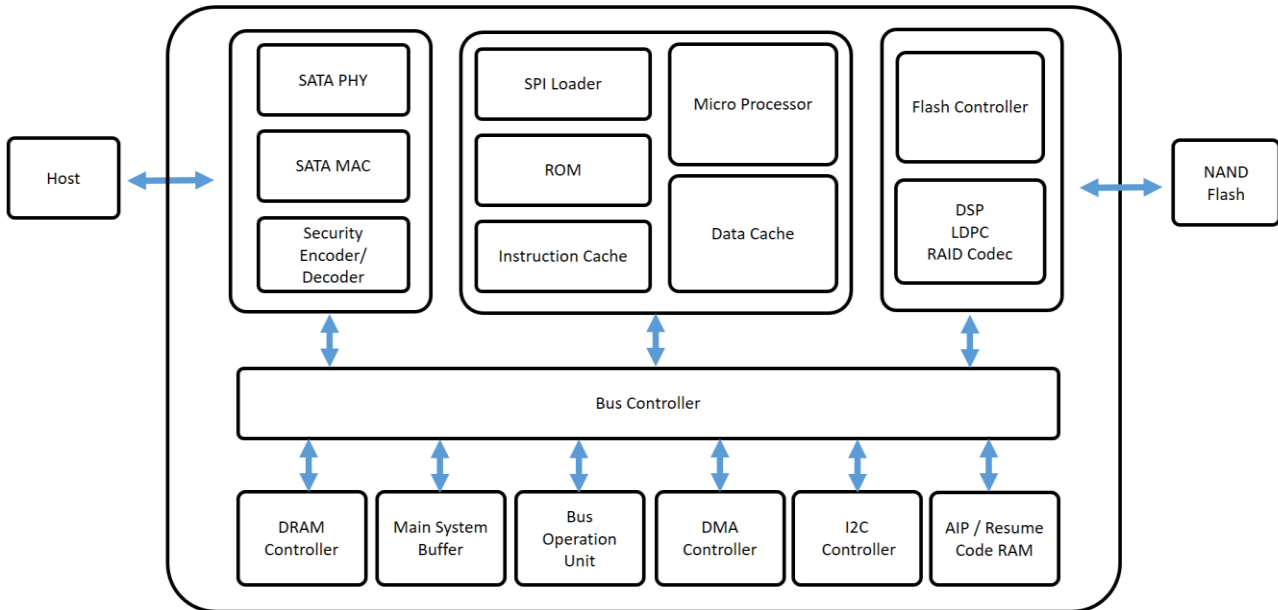 Host
SATA PHY
SATA MAC
Security
Encoder/
Decoder
SPI Loader
ROM
Instruction Cache
Micro Processor
Data Cache
Flash Controller
DSP
LDPC
RAID Codec
NAND
Flash
Bus Controller
DRAM
Controller
Main System
Buffer
Bus
Operation
Unit
DMA
Controller
I2C
Controller
AIP / Resume
Code RAM